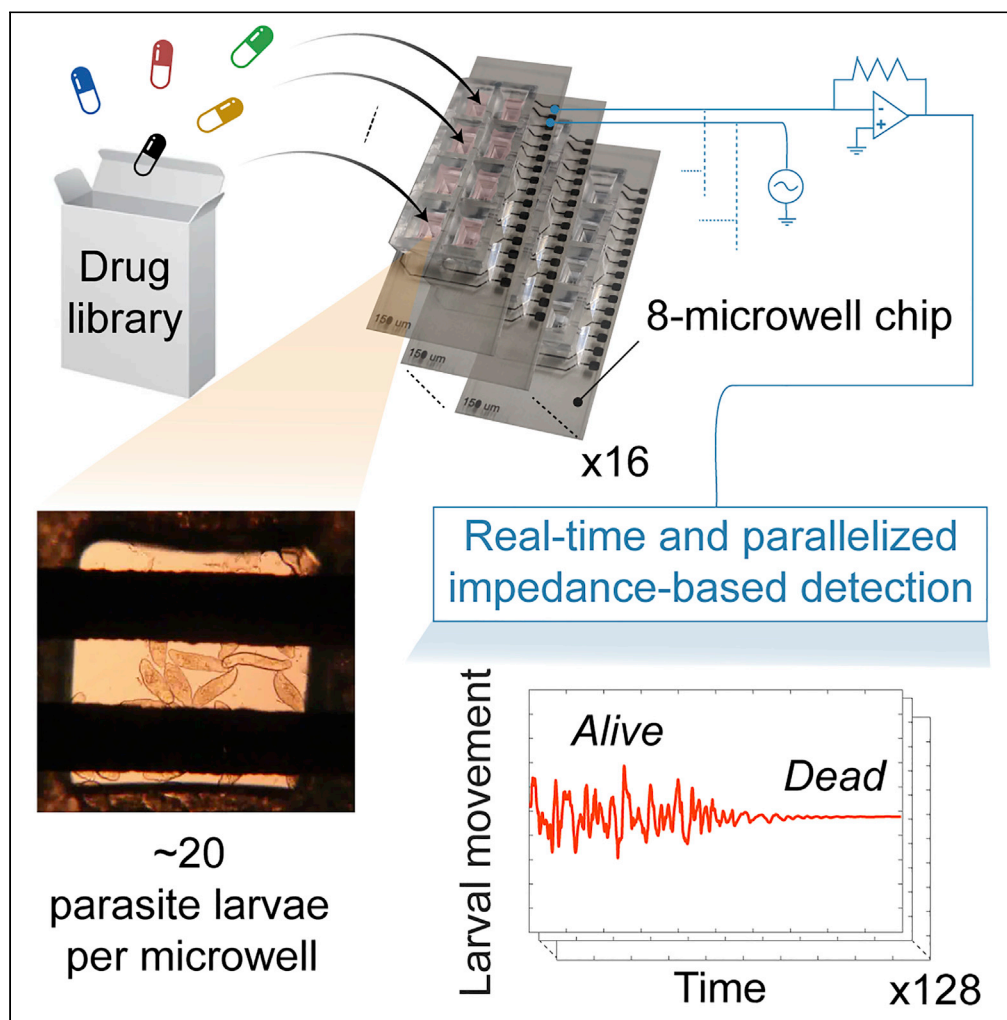 Drug
library
150 um
150 um
150 um
8-microwell chip
x16
-
+
Real-time and parallelized
impedance-based detection
~20
parasite larvae
per microwell
Larval movement
Alive
Dead
Time
x128